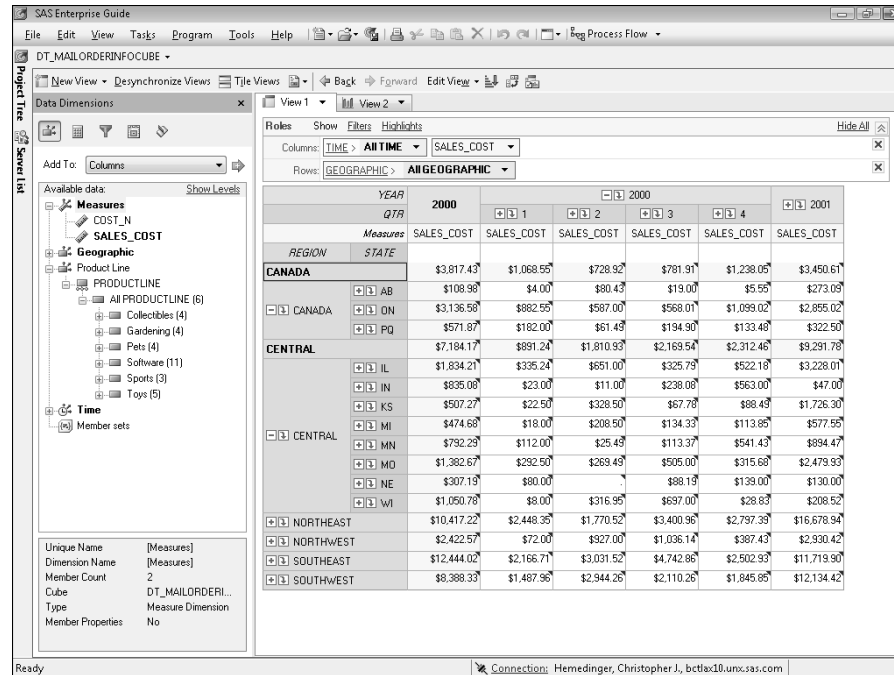 SAS Enterprise Guide
File Edit View Tasks Program Tools Help Process Flow
DT_MAILORDERINFOCUBE
Project Tree
Server List
New View Desynchronize Views Tile Views Back Forward Edit View
Data Dimensions x
Add To: Columns
Available data: Show Levels
Measures
COST_N
SALES_COST
Geographic
Product Line
PRODUCTLINE
All PRODUCTLINE (6)
Collectibles (4)
Gardening (4)
Pets (4)
Software (11)
Sports (3)
Toys (5)
Time
Member sets
Unique Name [Measures]
Dimension Name [Measures]
Member Count 2
Cube DT_MAILORDERI...
Type Measure Dimension
Member Properties No
View 1 View 2
Roles Show Filters Highlights Hide All
Columns: TIME > All TIME SALES_COST
Rows: GEOGRAPHIC > All GEOGRAPHIC
YEAR 2000 2000 2001
QTR 1 2 3 4
Measures SALES_COST SALES_COST SALES_COST SALES_COST SALES_COST SALES_COST
REGION STATE
CANADA $3,817.43 $1,068.55 $728.92 $781.91 $1,238.05 $3,450.61
AB $108.98 $4.00 $80.43 $19.00 $5.55 $273.09
CANADA ON $3,136.58 $882.55 $587.00 $568.01 $1,099.02 $2,855.02
PQ $571.87 $182.00 $61.49 $194.90 $133.48 $322.50
CENTRAL $7,184.17 $891.24 $1,810.93 $2,169.54 $2,312.46 $9,291.78
IL $1,834.21 $335.24 $651.00 $325.79 $522.18 $3,228.01
IN $835.08 $23.00 $11.00 $238.08 $563.00 $47.00
KS $507.27 $22.50 $328.50 $67.78 $88.49 $1,726.30
MI $474.68 $18.00 $208.50 $134.33 $113.85 $577.55
CENTRAL MN $792.29 $112.00 $25.49 $113.37 $541.43 $894.47
MO $1,382.67 $292.50 $269.49 $505.00 $315.68 $2,479.93
NE $307.19 $80.00 . $88.19 $139.00 $130.00
WI $1,050.78 $8.00 $316.95 $697.00 $28.83 $208.52
NORTHEAST $10,417.22 $2,448.35 $1,770.52 $3,400.96 $2,797.39 $16,678.94
NORTHWEST $2,422.57 $72.00 $927.00 $1,036.14 $387.43 $2,930.42
SOUTHEAST $12,444.02 $2,166.71 $3,031.52 $4,742.86 $2,502.93 $11,719.90
SOUTHWEST $8,388.33 $1,487.96 $2,944.26 $2,110.26 $1,845.85 $12,134.42
Ready Connection: Hemedinger, Christopher J., bctlax10.unx.sas.com